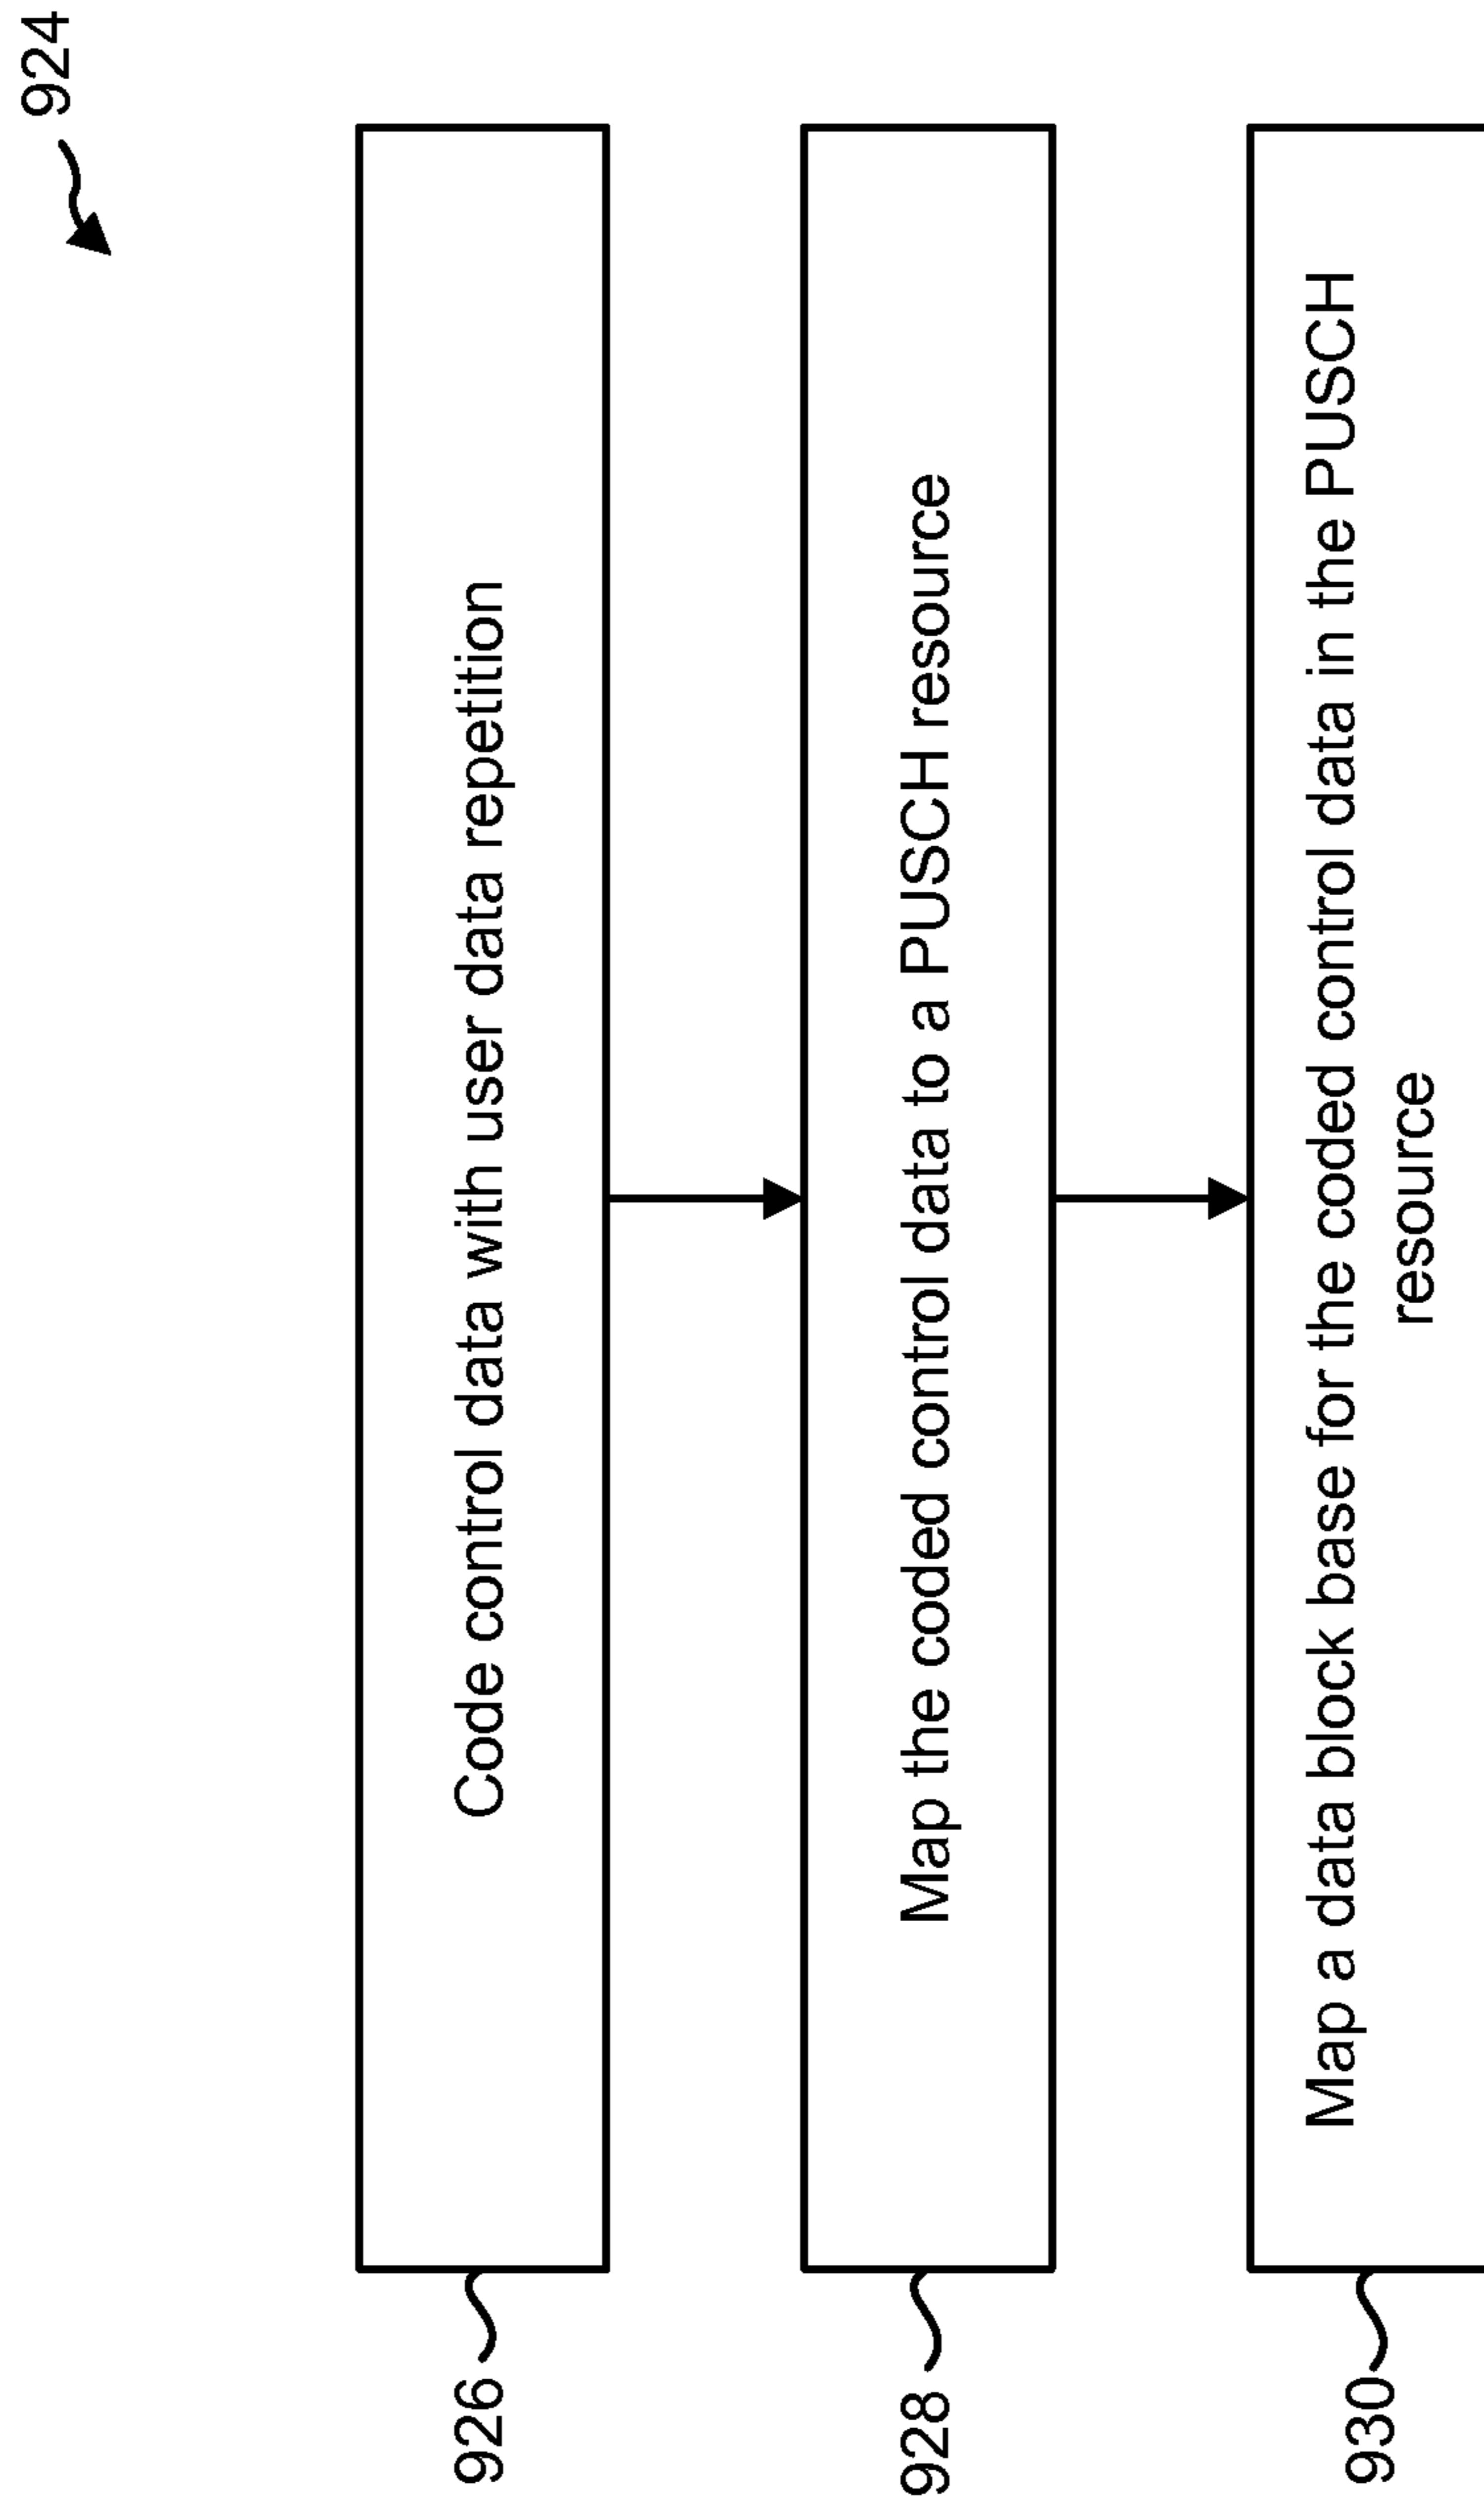 924
926
Code control data with user data repetition
928
Map the coded control data to a PUSCH resource
930
Map a data block base for the coded control data in the PUSCH
resource